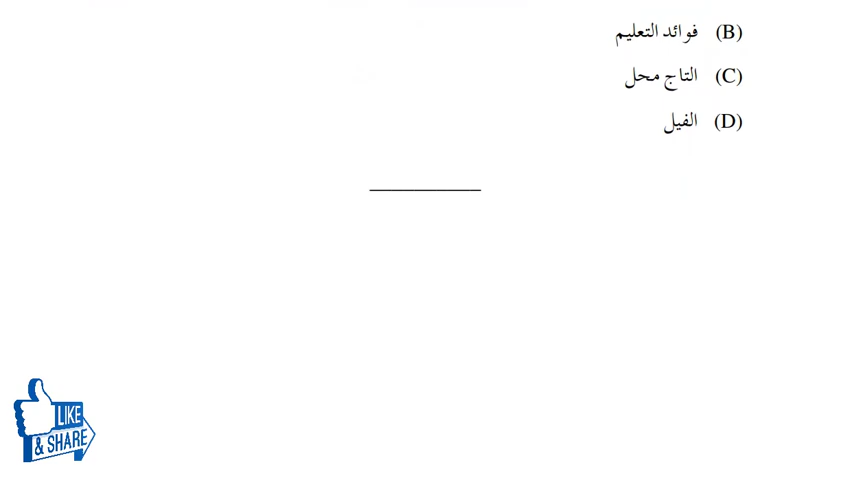 (B) فوائد التعليم
(C) التاج محل
(D) الفيل
LIKE
& SHARE